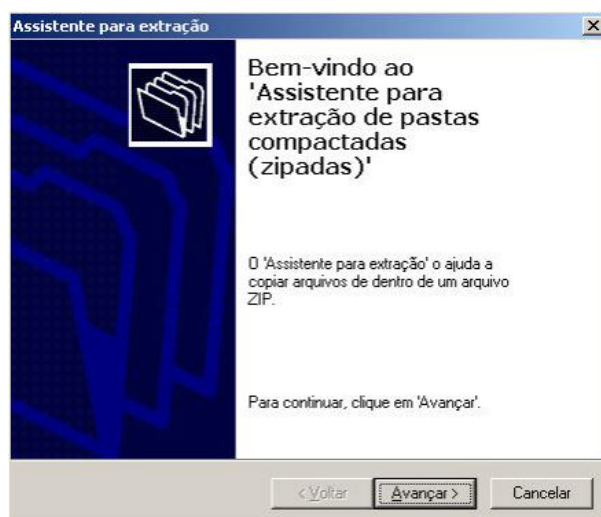 Assistente para extração
Bem-vindo ao
'Assistente para
extração de pastas
compactadas
(zipadas)'
O 'Assistente para extração' o ajuda a
copiar arquivos de dentro de um arquivo
ZIP.
Para continuar, clique em 'Avançar'.
< Voltar Avançar > Cancelar